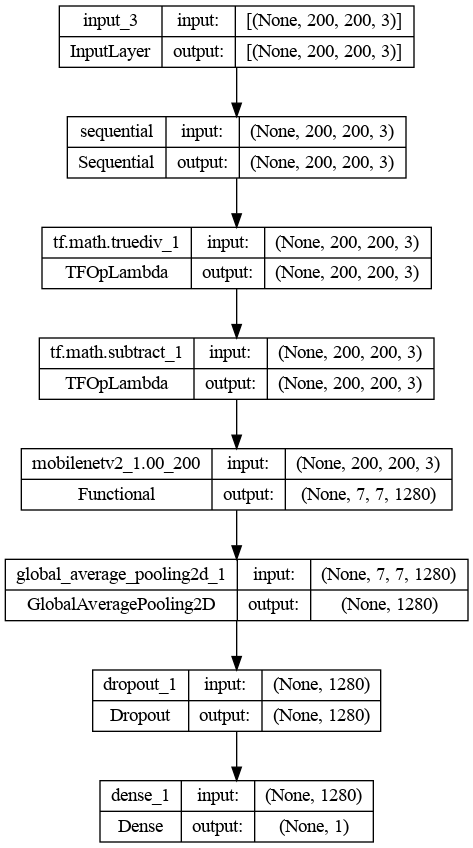 input_3 input: [(None, 200, 200, 3)]
InputLayer output: [(None, 200, 200, 3)]
sequential input: (None, 200, 200, 3)
Sequential output: (None, 200, 200, 3)
tf.math.truediv_1 input: (None, 200, 200, 3)
TFOpLambda output: (None, 200, 200, 3)
tf.math.subtract_1 input: (None, 200, 200, 3)
TFOpLambda output: (None, 200, 200, 3)
mobilenetv2_1.00_200 input: (None, 200, 200, 3)
Functional output: (None, 7, 7, 1280)
global_average_pooling2d_1 input: (None, 7, 7, 1280)
GlobalAveragePooling2D output: (None, 1280)
dropout_1 input: (None, 1280)
Dropout output: (None, 1280)
dense_1 input: (None, 1280)
Dense output: (None, 1)